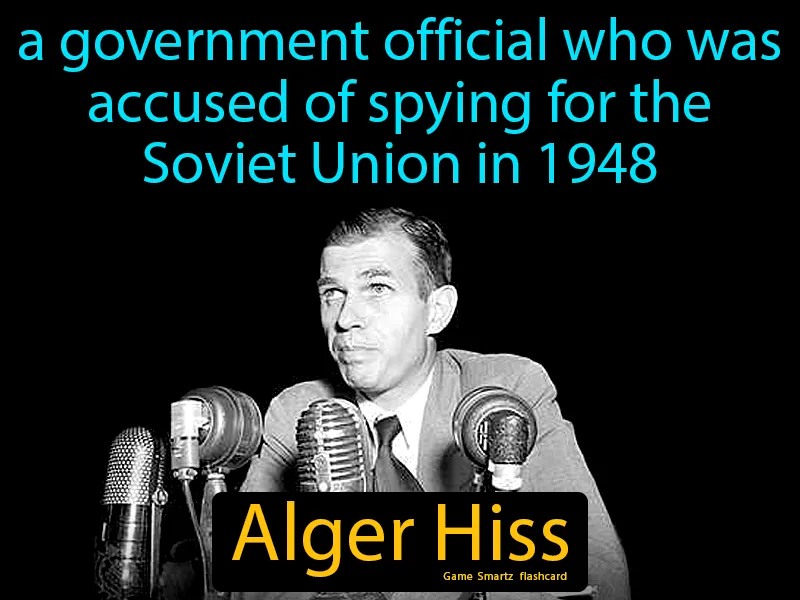 a government official who was
accused of spying for the
Soviet Union in 1948
Alger Hiss
Game Smartz flashcard